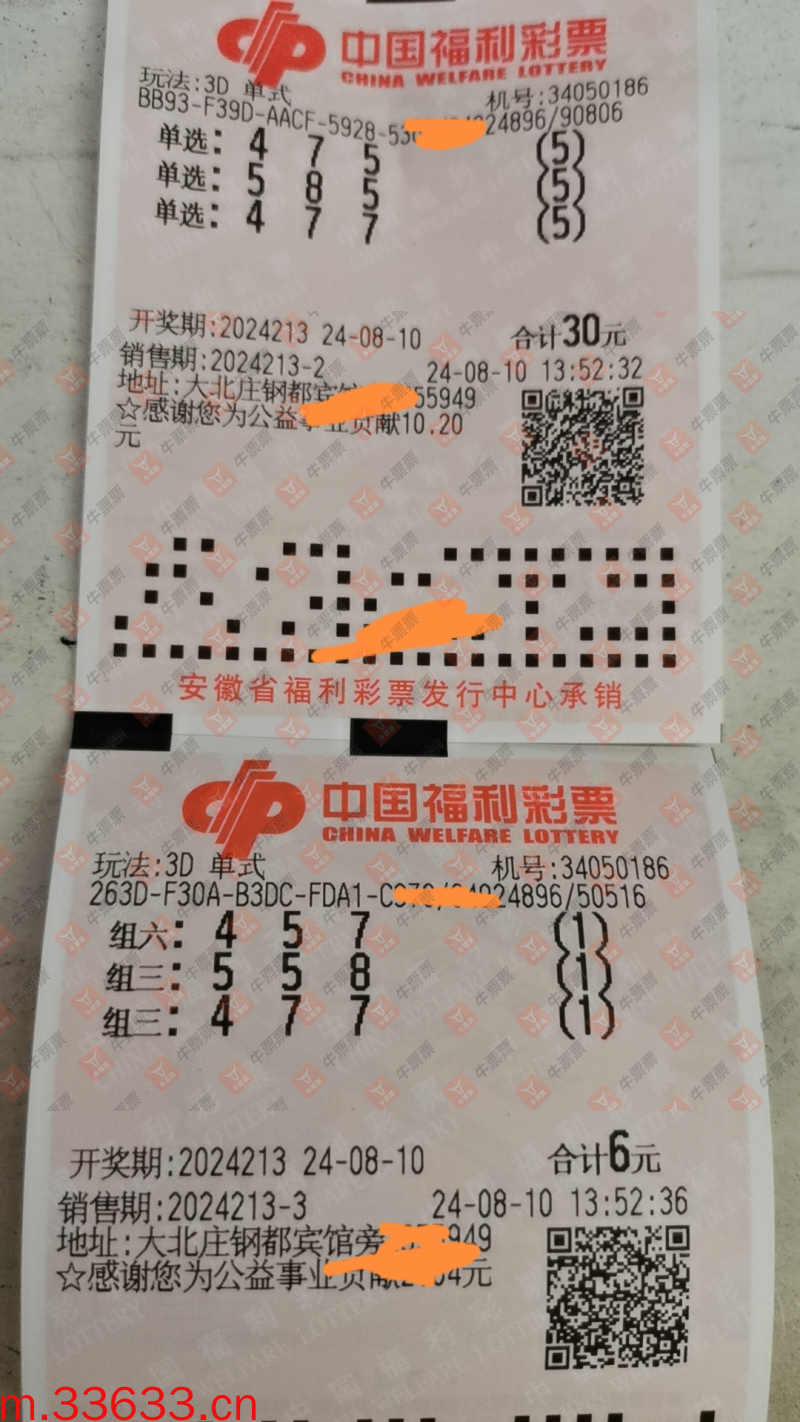 中国福利彩票
CHINA WELFARE LOTTERY
玩法:3D 单式
机号:34050186
BB93-F39D-AACF-5928-53 24896/90806
单选: 4 7 5 (5)
单选: 5 8 5 (5)
单选: 4 7 7 (5)
开奖期:2024213 24-08-10 合计30元
销售期:2024213-2 24-08-10 13:52:32
地址:大北庄钢都宾馆 55949
☆感谢您为公益事业贡献10.20
元
安徽省福利彩票发行中心承销
中国福利彩票
CHINA WELFARE LOTTERY
玩法:3D 单式 机号:34050186
263D-F30A-B3DC-FDA1-C 24896/50516
组六: 4 5 7 (1)
组三: 5 5 8 (1)
组三: 4 7 7 (1)
开奖期:2024213 24-08-10 合计6元
销售期:2024213-3 24-08-10 13:52:36
地址:大北庄钢都宾馆旁 949
☆感谢您为公益事业贡献 04元
牛票票
m.33633.cn